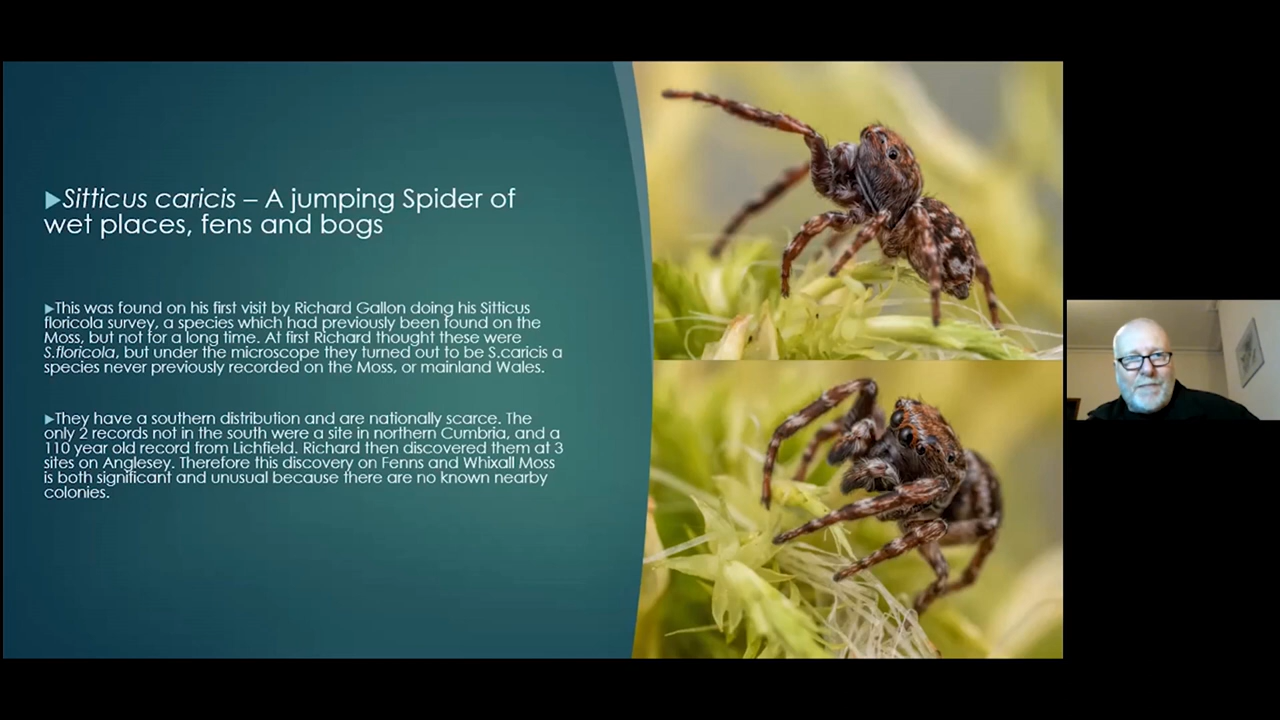 ▶Sitticus caricis – A jumping Spider of
wet places, fens and bogs
▶This was found on his first visit by Richard Gallon doing his Sitticus
floricola survey, a species which had previously been found on the
Moss, but not for a long time. At first Richard thought these were
S.floricola, but under the microscope they turned out to be S.caricis a
species never previously recorded on the Moss, or mainland Wales.
▶They have a southern distribution and are nationally scarce. The
only 2 records not in the south were a site in northern Cumbria, and a
110 year old record from Lichfield. Richard then discovered them at 3
sites on Anglesey. Therefore this discovery on Fenns and Whixall Moss
is both significant and unusual because there are no known nearby
colonies.